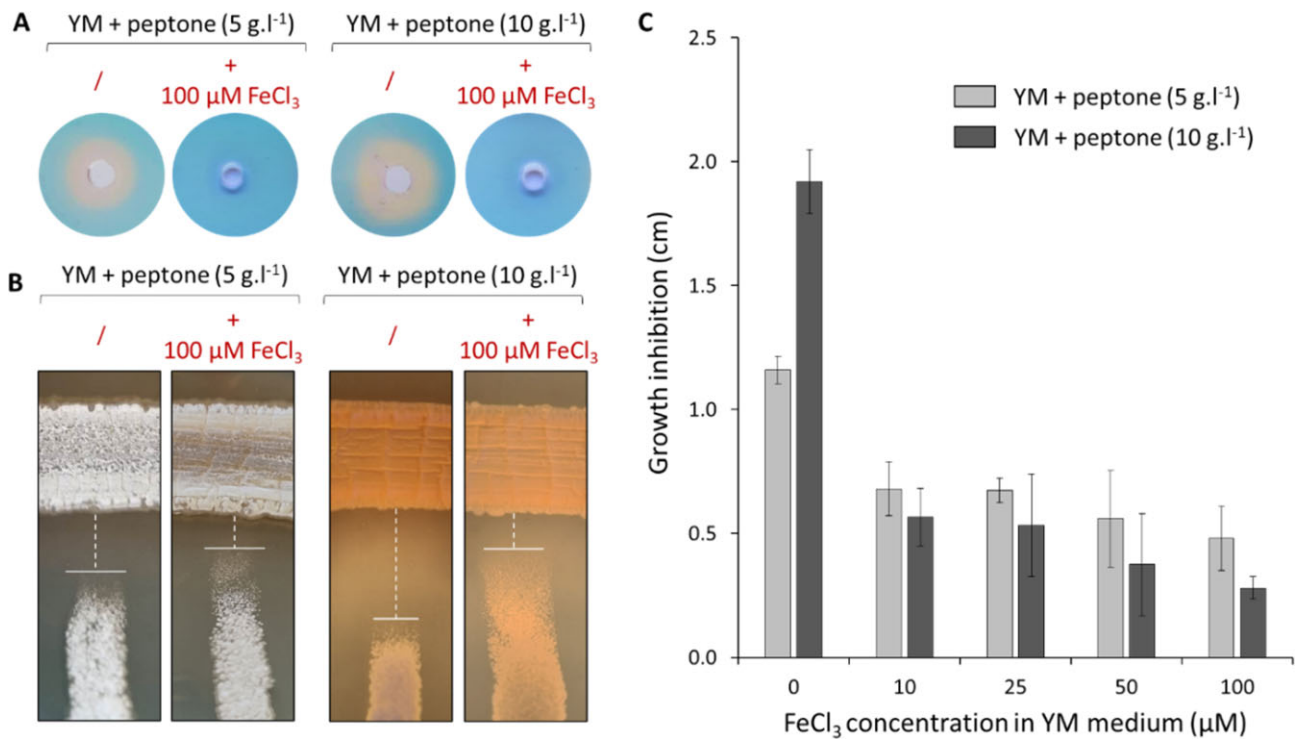 A
YM + peptone (5 g.l-1)
YM + peptone (10 g.l-1)
/
+
100 µM FeCl3
/
+
100 µM FeCl3
B
YM + peptone (5 g.l-1)
YM + peptone (10 g.l-1)
/
+
100 µM FeCl3
/
+
100 µM FeCl3
C
2.5
2.0
1.5
1.0
0.5
0.0
Growth inhibition (cm)
YM + peptone (5 g.l-1)
YM + peptone (10 g.l-1)
0
10
25
50
100
FeCl3 concentration in YM medium (µM)